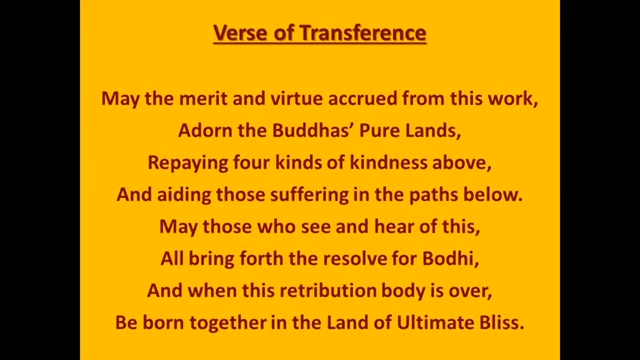 Verse of Transference
May the merit and virtue accrued from this work,
Adorn the Buddhas’ Pure Lands,
Repaying four kinds of kindness above,
And aiding those suffering in the paths below.
May those who see and hear of this,
All bring forth the resolve for Bodhi,
And when this retribution body is over,
Be born together in the Land of Ultimate Bliss.